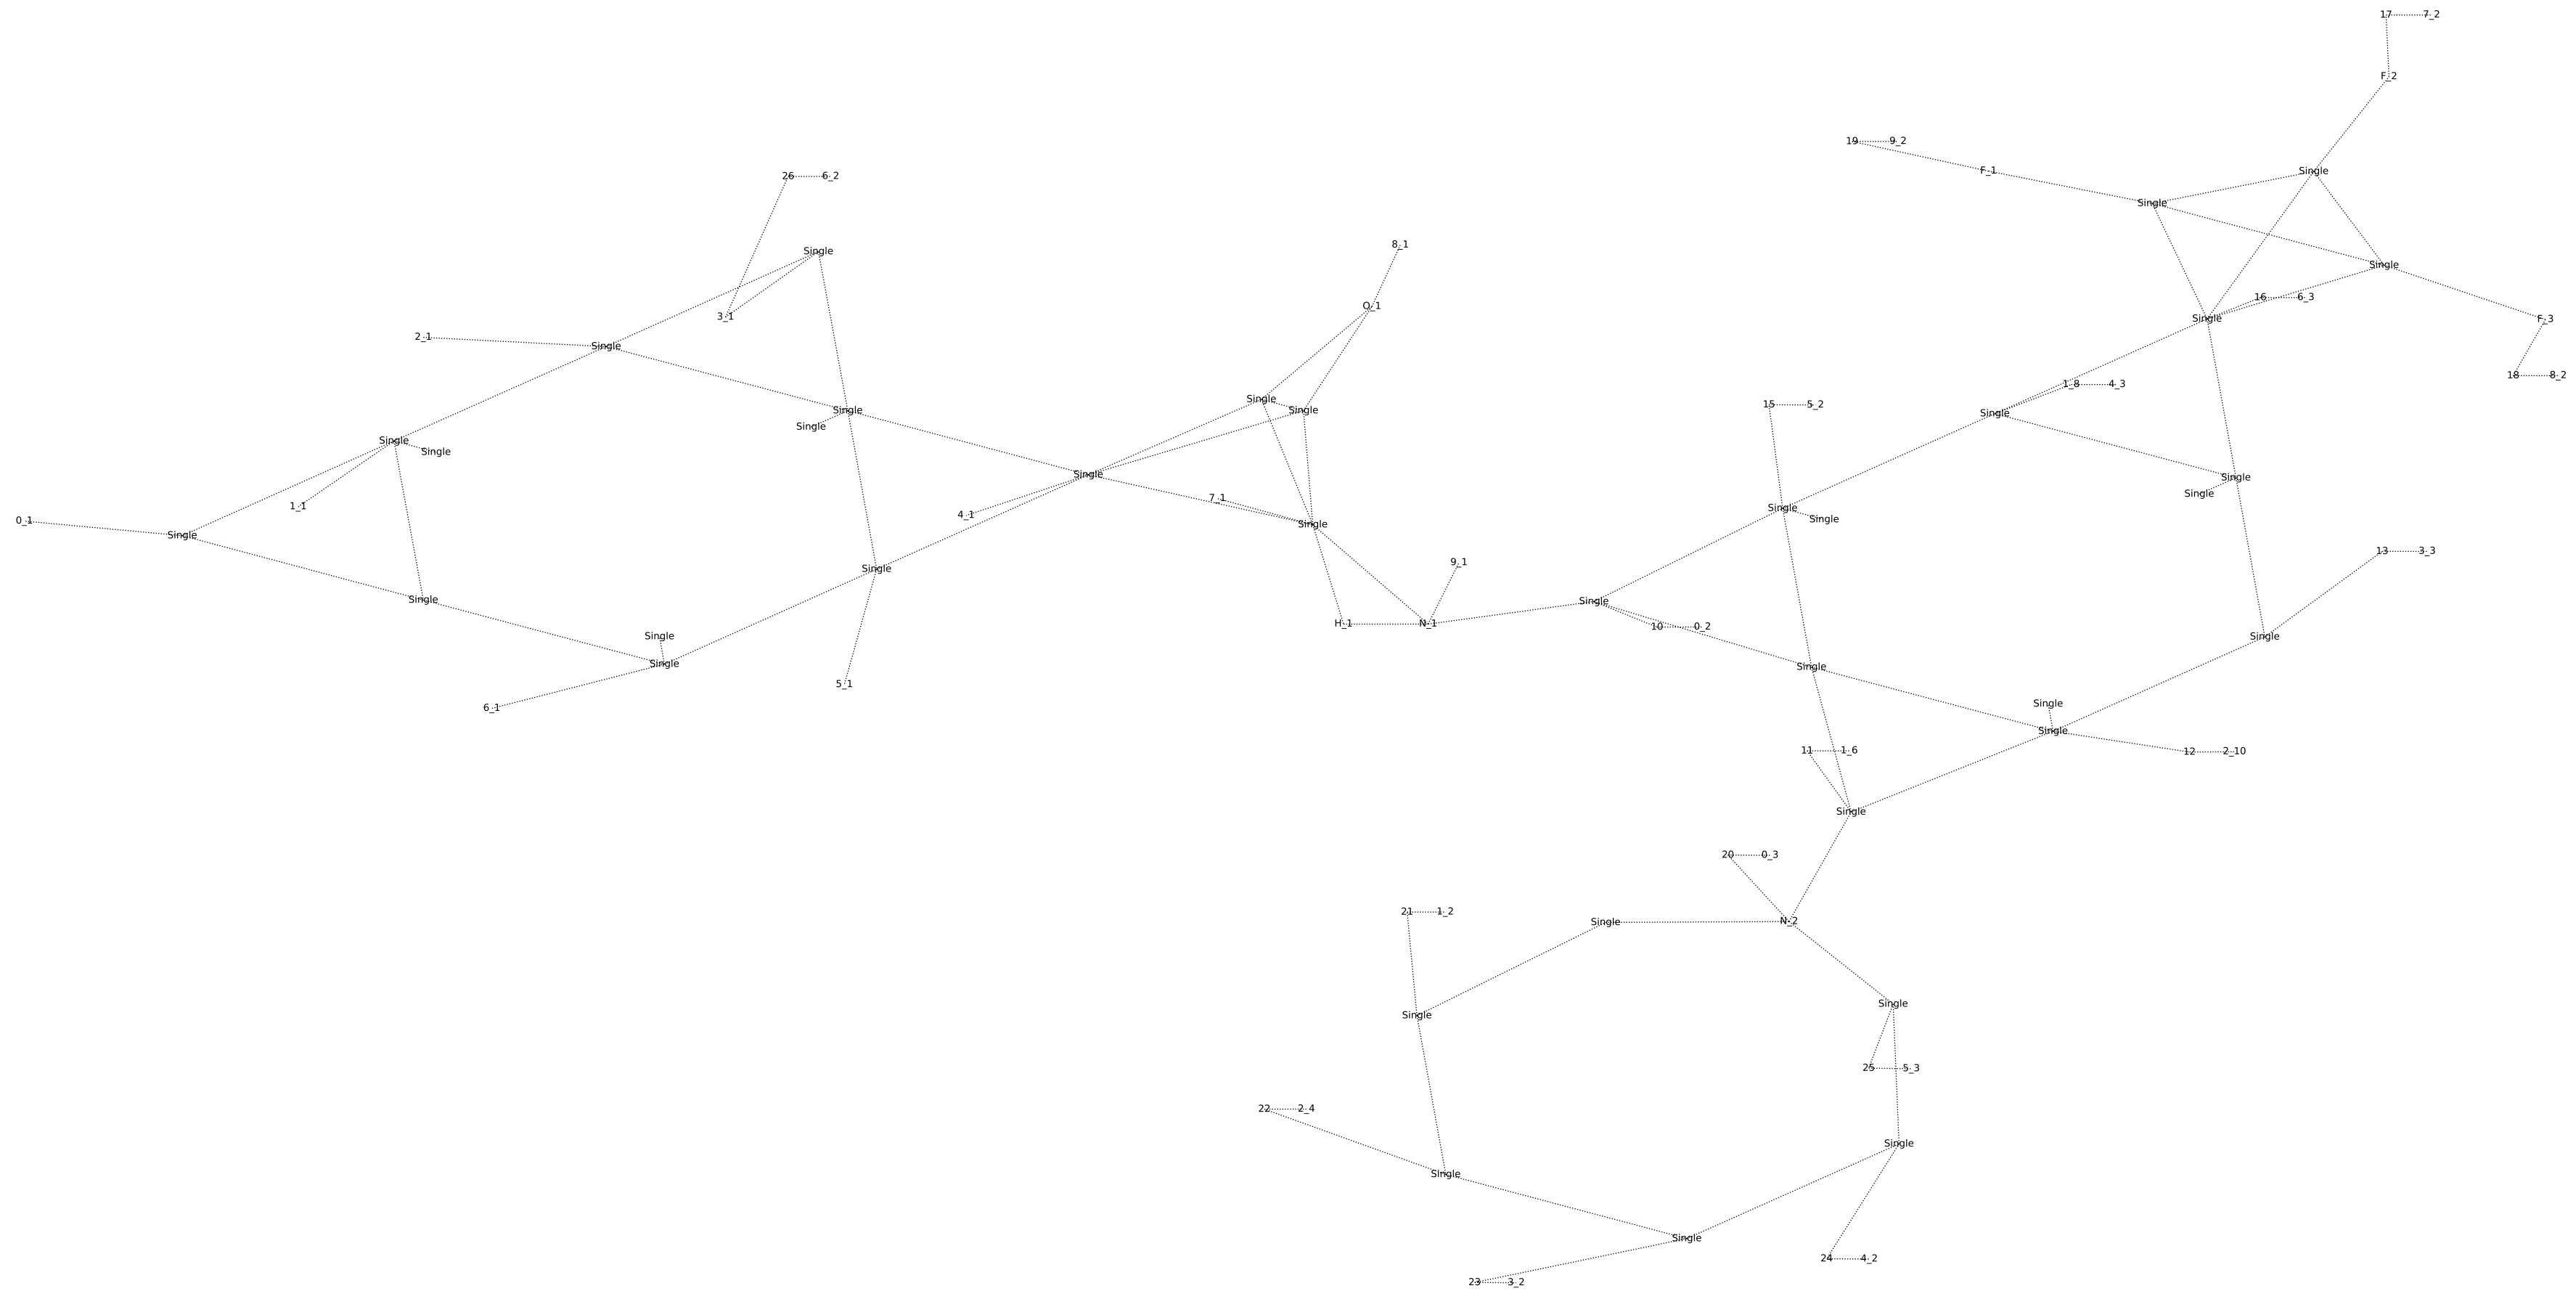 17 7_2
F_2
19 9_2
F_1
Single
26 6_2
Single
8_1
Single
Single
16 6_3
O_1
3_1
Single
F_3
2_1
Single
18 8_2
1_8 4_3
Single
15 5_2
Single
Single
Single
Single
Single
Single
Single
Single
Single
Single
7_1
1_1
Single
4_1
Single
0_1
Single
Single
13 3_3
9_1
Single
Single
Single
H_1 N_1
10 0_2
Single
Single
Single
Single
5_1
Single
6_1
Single
11 1_6
12 2_10
Single
20 0_3
21 1_2
Single
N_2
Single
Single
25 5_3
22 2_4
Single
Single
Single
24 4_2
23 3_2